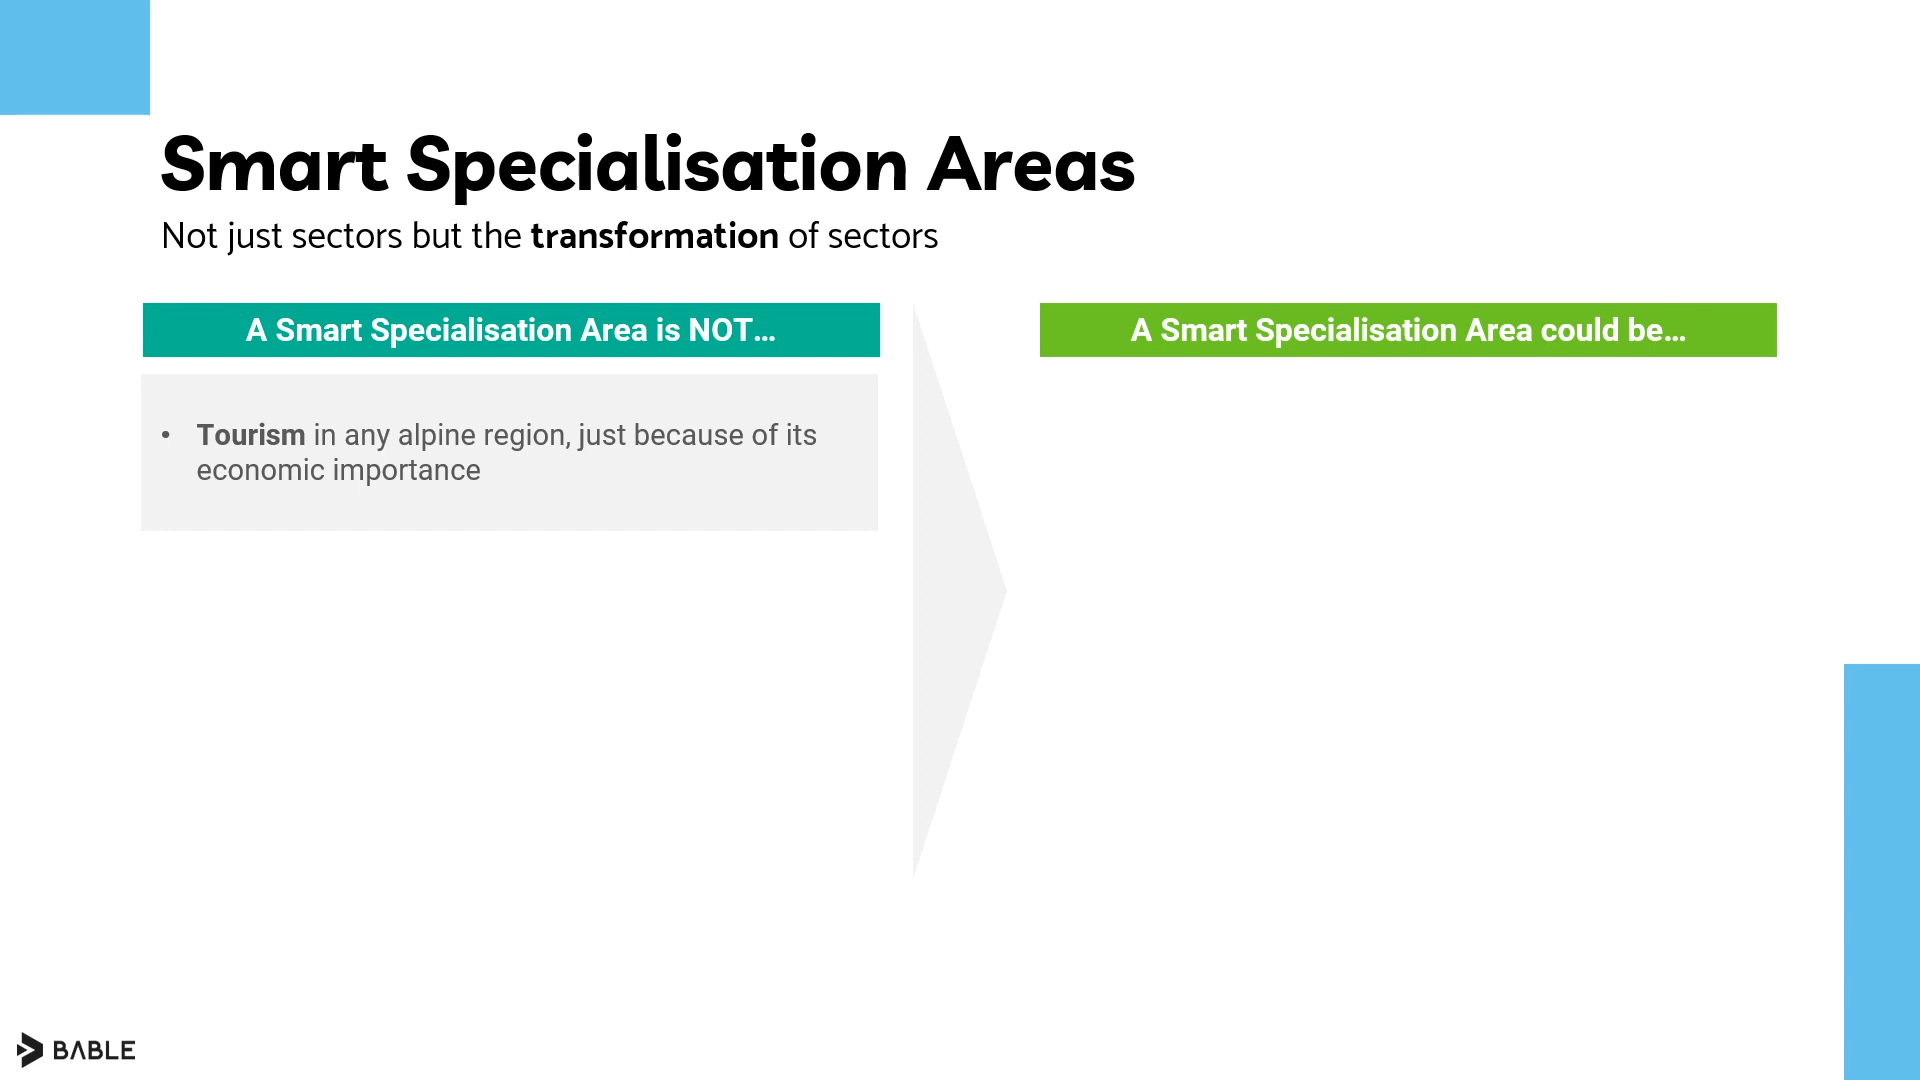 Smart Specialisation Areas
Not just sectors but the transformation of sectors
A Smart Specialisation Area is NOT...
• Tourism in any alpine region, just because of its
economic importance
A Smart Specialisation Area could be...
BABLE